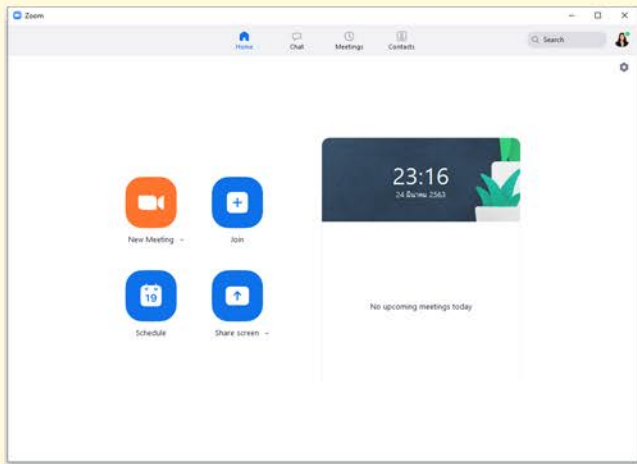 Zoom
Home
Chat
Meetings
Contacts
Search
23:16
24 มีนาคม 2563
New Meeting
Join
19
Schedule
Share screen
No upcoming meetings today